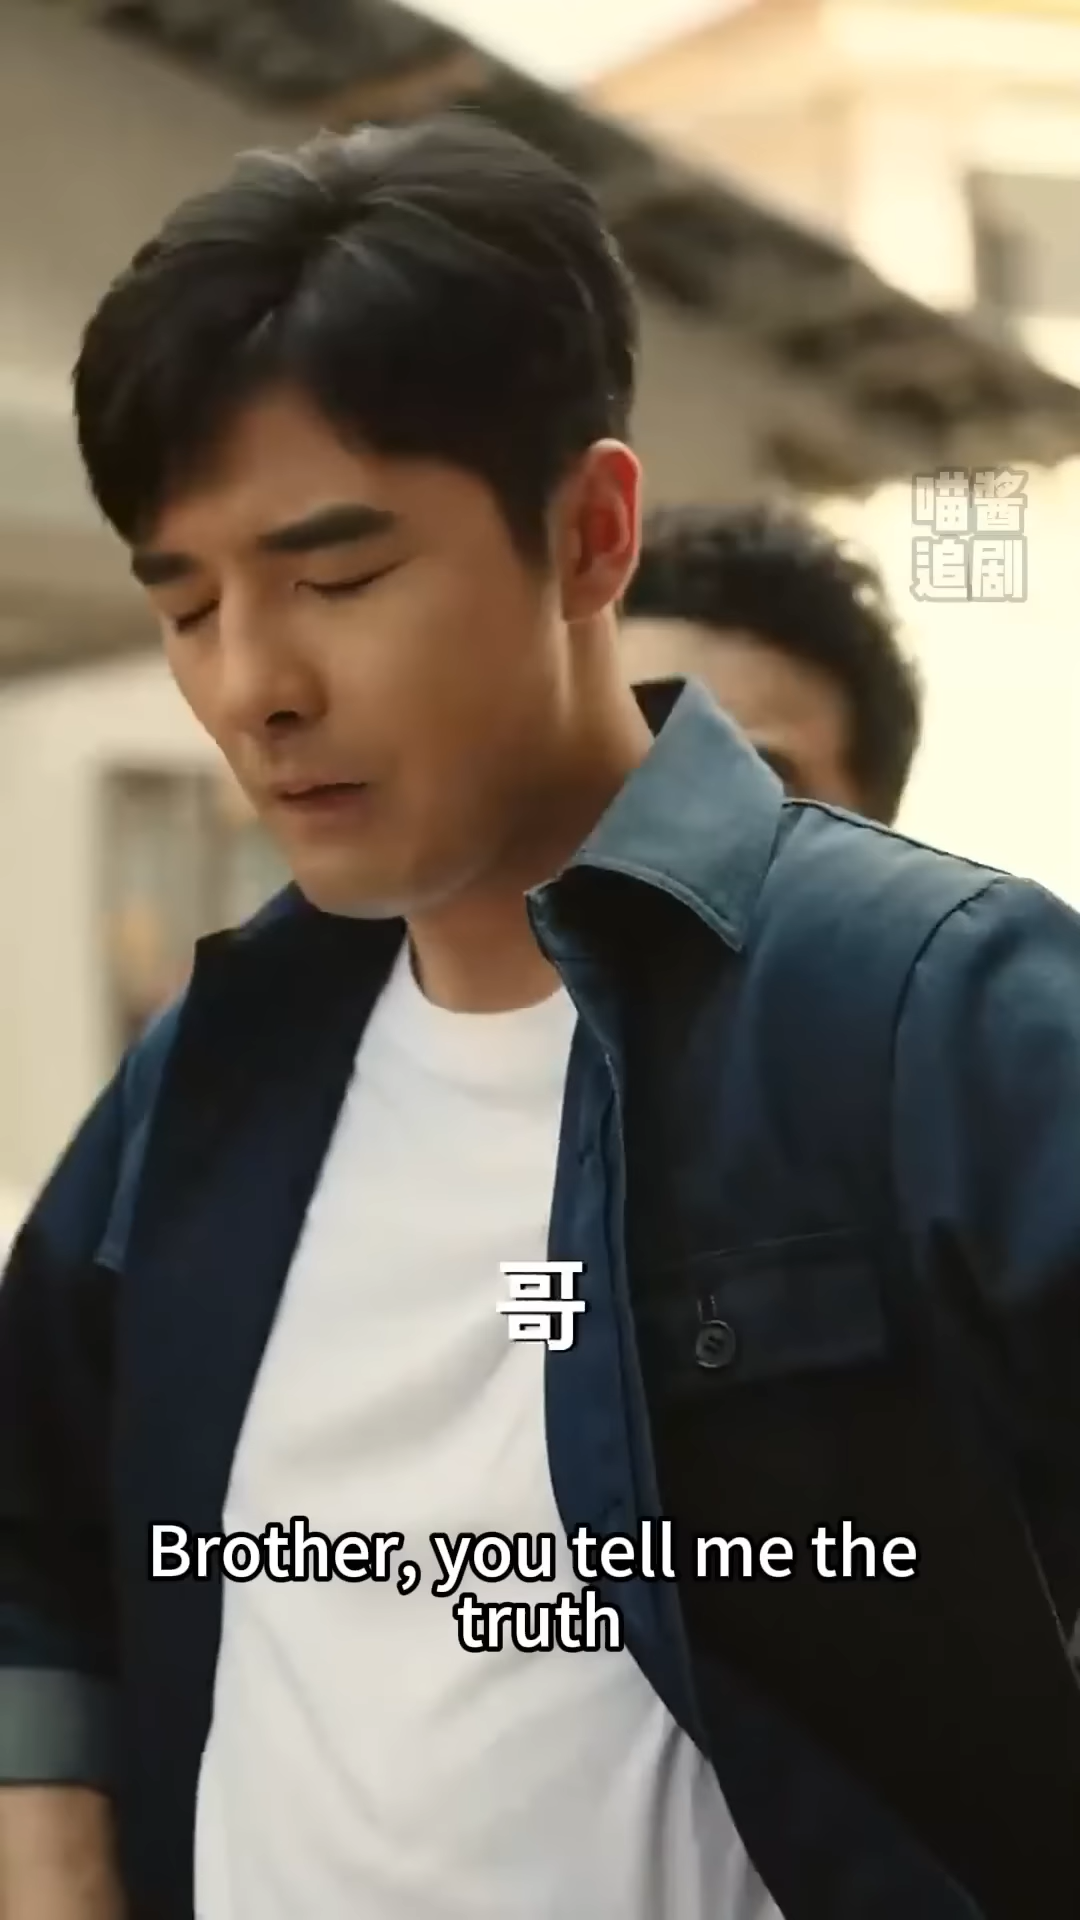 喵酱
追剧
哥
Brother, you tell me the
truth